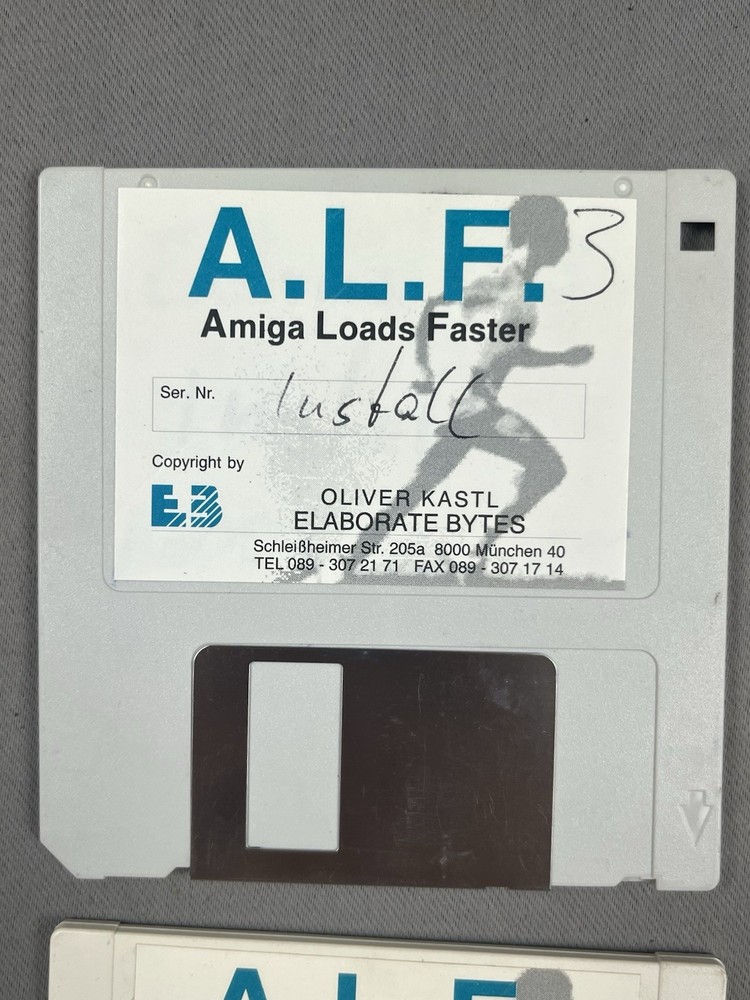 A.L.F. 3
Amiga Loads Faster
Ser. Nr. Install
Copyright by
EB OLIVER KASTL
ELABORATE BYTES
Schleißheimer Str. 205a 8000 München 40
TEL 089 - 307 21 71 FAX 089 - 307 17 14
A.L.F.